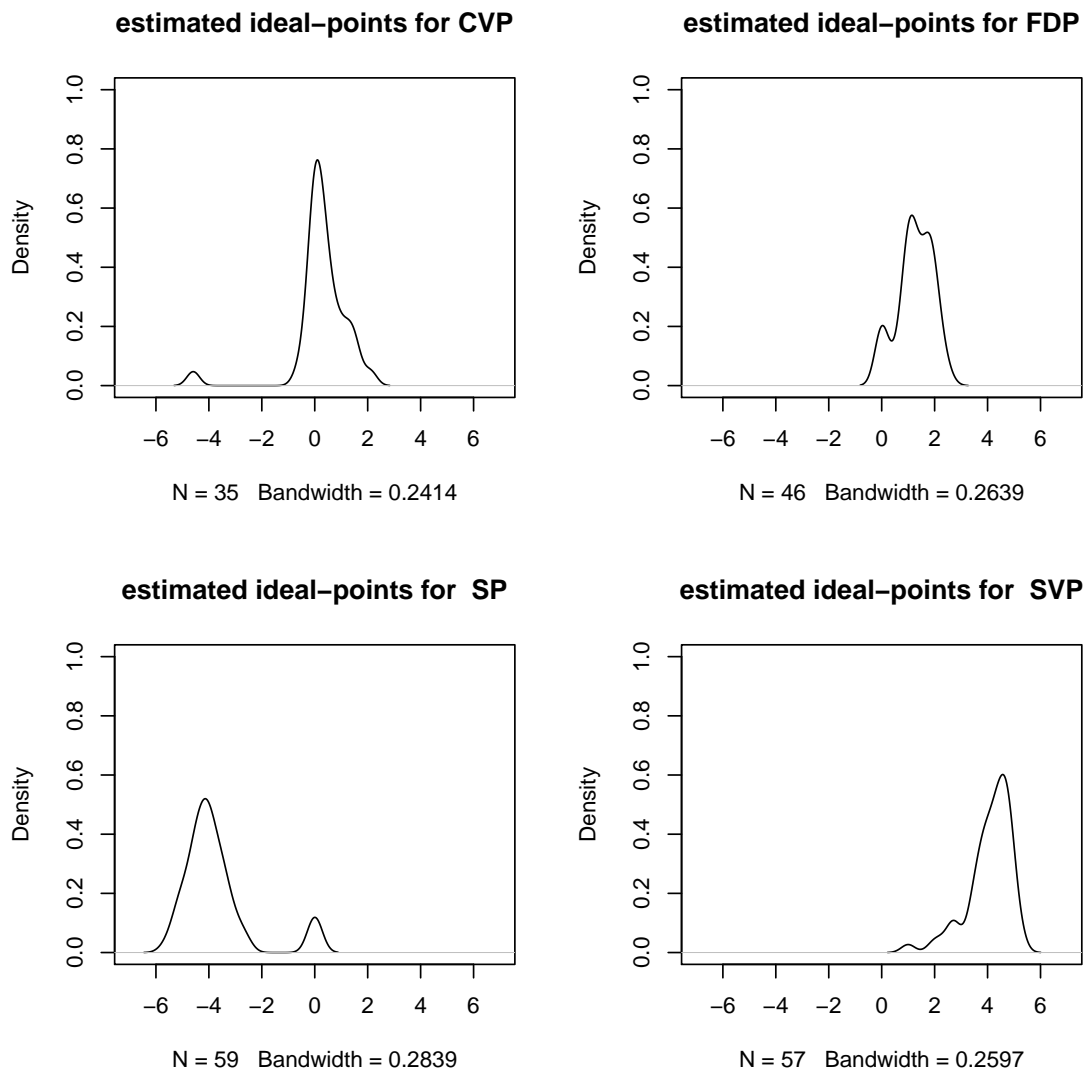 estimated ideal−points for CVP
Density
0.0 0.2 0.4 0.6 0.8 1.0
−6 −4 −2 0 2 4 6
N = 35 Bandwidth = 0.2414
estimated ideal−points for FDP
Density
0.0 0.2 0.4 0.6 0.8 1.0
−6 −4 −2 0 2 4 6
N = 46 Bandwidth = 0.2639
estimated ideal−points for SP
Density
0.0 0.2 0.4 0.6 0.8 1.0
−6 −4 −2 0 2 4 6
N = 59 Bandwidth = 0.2839
estimated ideal−points for SVP
Density
0.0 0.2 0.4 0.6 0.8 1.0
−6 −4 −2 0 2 4 6
N = 57 Bandwidth = 0.2597